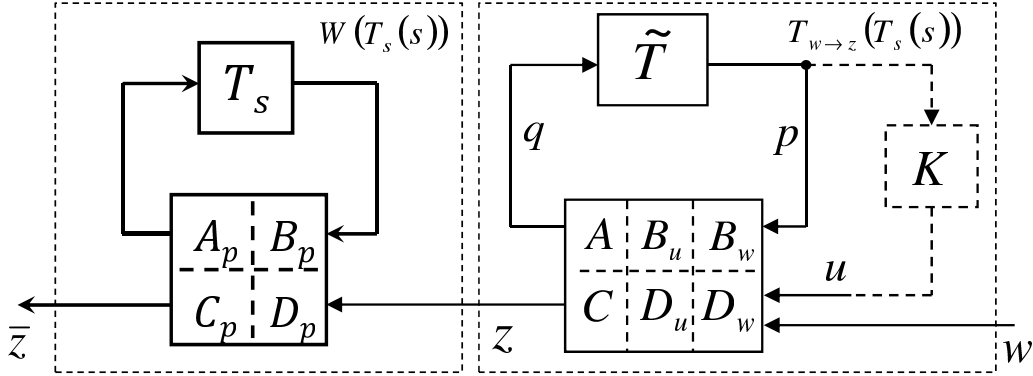 W(T_s(s))
T_{w→z}(T_s(s))
T_s
T̃
q
p
K
A_p B_p
C_p D_p
A B_u B_w
C D_u D_w
u
z̄
z
w